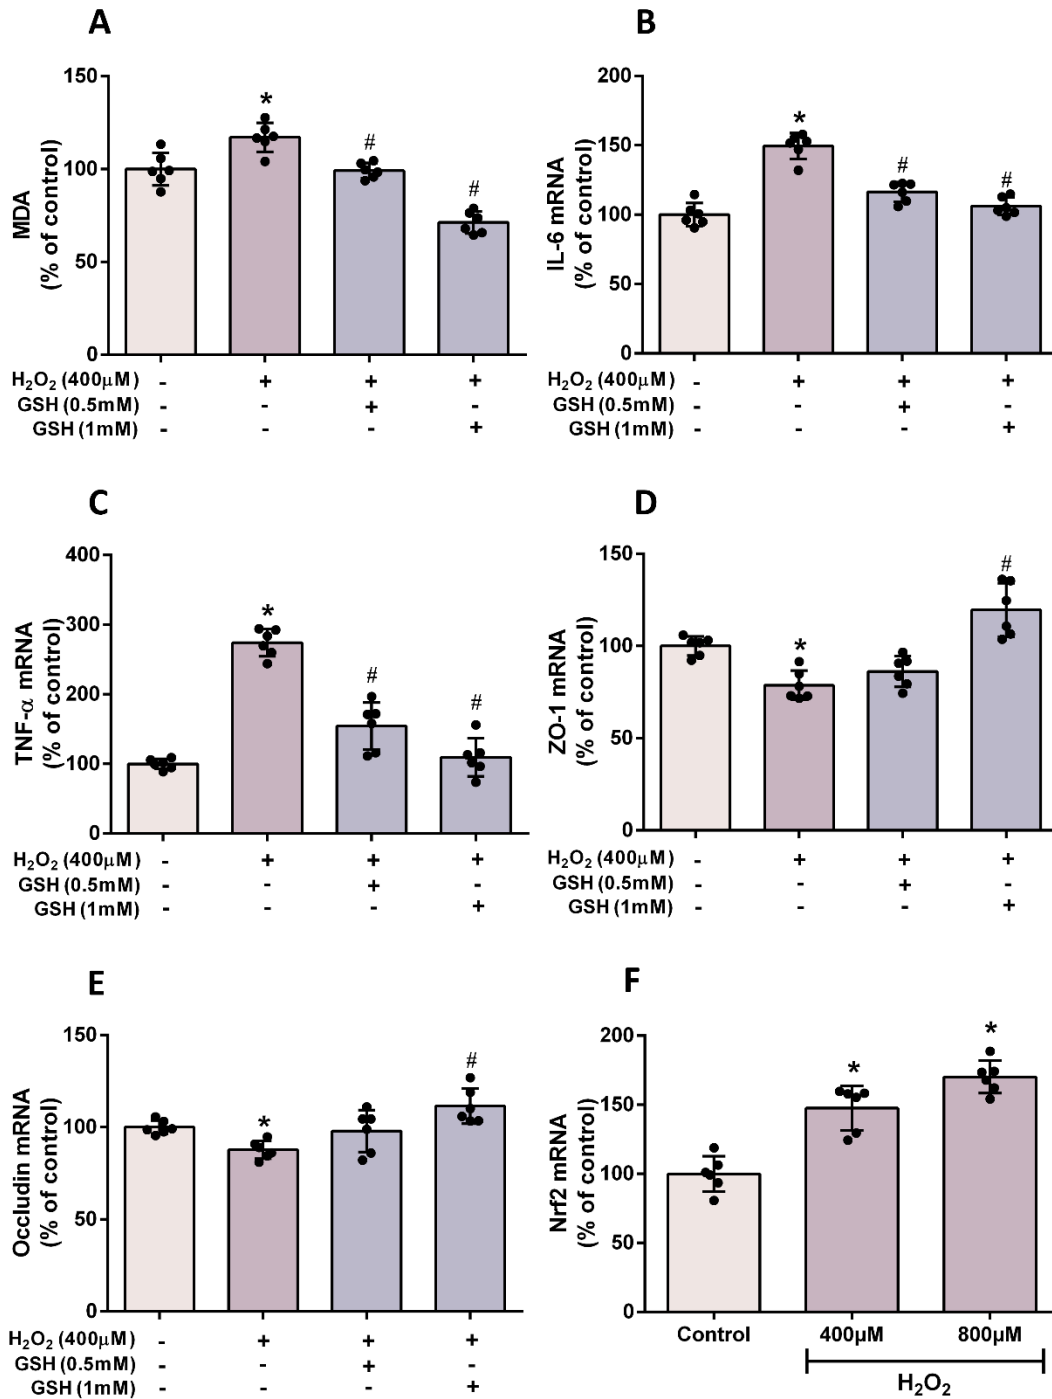 A
B
MDA
(% of control)
150
100
50
0
*
#
#
H₂O₂ (400μM) - + + +
GSH (0.5mM) - - + -
GSH (1mM) - - - +
IL-6 mRNA
(% of control)
200
150
100
50
0
*
#
#
H₂O₂ (400μM) - + + +
GSH (0.5mM) - - + -
GSH (1mM) - - - +
C
D
TNF-α mRNA
(% of control)
400
300
200
100
0
*
#
#
H₂O₂ (400μM) - + + +
GSH (0.5mM) - - + -
GSH (1mM) - - - +
ZO-1 mRNA
(% of control)
150
100
50
0
*
#
H₂O₂ (400μM) - + + +
GSH (0.5mM) - - + -
GSH (1mM) - - - +
E
F
Occludin mRNA
(% of control)
150
100
50
0
*
#
H₂O₂ (400μM) - + + +
GSH (0.5mM) - - + -
GSH (1mM) - - - +
Nrf2 mRNA
(% of control)
200
150
100
50
0
*
*
Control 400μM 800μM
H₂O₂